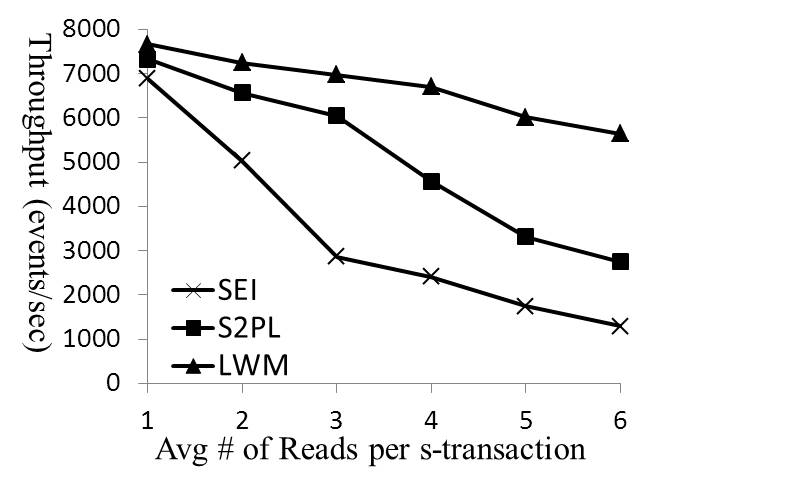 Throughput (events/sec)
8000
7000
6000
5000
4000
3000
2000
1000
0
SEI
S2PL
LWM
1 2 3 4 5 6
Avg # of Reads per s-transaction